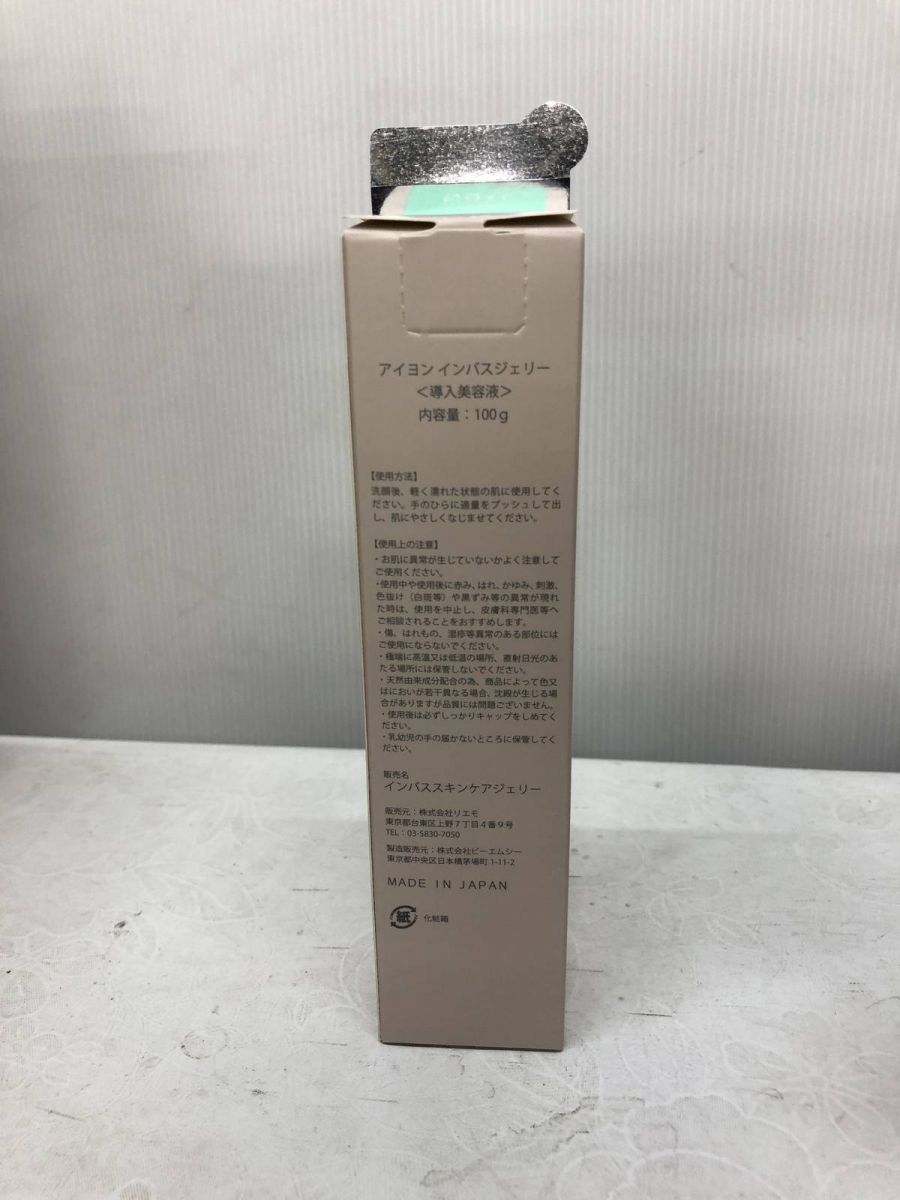 アイヨン インバスジェリー
＜導入美容液＞
内容量：100g
【使用方法】
洗顔後、軽く濡れた状態の肌に使用してく
ださい。手のひらに適量をプッシュして出
し、肌にやさしくなじませてください。
【使用上の注意】
・お肌に異常が生じていないかよく注意して
ご使用ください。
・使用中や使用後に赤み、はれ、かゆみ、刺激、
色抜け（白斑等）や黒ずみ等の異常が現れ
た時は、使用を中止し、皮膚科専門医等へ
ご相談されることをおすすめします。
・傷、はれもの、湿疹等異常のある部位には
ご使用にならないでください。
・極端に高温又は低温の場所、直射日光のあ
たる場所には保管しないでください。
・天然由来成分配合の為、商品によって色又
はにおいが若干異なる場合、沈殿が生じる場
合がありますが品質には問題ございません。
・使用後は必ずしっかりキャップをしめてく
ださい。
・乳幼児の手の届かないところに保管してく
ださい。
販売名
インバススキンケアジェリー
販売元：株式会社リエモ
東京都台東区上野7丁目4番9号
TEL：03-5830-7050
製造販売元：株式会社ビーエムシー
東京都中央区日本橋茅場町 1-11-2
MADE IN JAPAN
紙 化粧箱